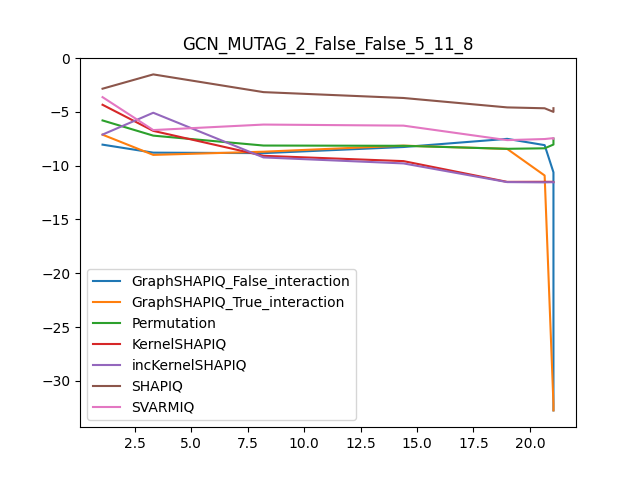 GCN_MUTAG_2_False_False_5_11_8
0
−5
−10
−15
−20
−25
−30
GraphSHAPIQ_False_interaction
GraphSHAPIQ_True_interaction
Permutation
KernelSHAPIQ
incKernelSHAPIQ
SHAPIQ
SVARMIQ
2.5 5.0 7.5 10.0 12.5 15.0 17.5 20.0